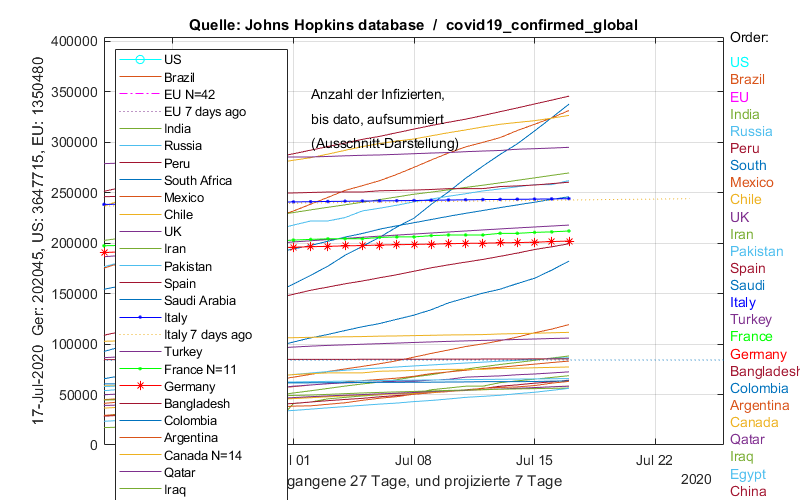 Quelle: Johns Hopkins database / covid19_confirmed_global
17-Jul-2020 Ger: 202045, US: 3647715, EU: 1350480
400000
350000
300000
250000
200000
150000
100000
50000
0
US
Brazil
EU N=42
EU 7 days ago
India
Russia
Peru
South Africa
Mexico
Chile
UK
Iran
Pakistan
Spain
Saudi Arabia
Italy
Italy 7 days ago
Turkey
France N=11
Germany
Bangladesh
Colombia
Argentina
Canada N=14
Qatar
Iraq
Anzahl der Infizierten,
bis dato, aufsummiert
(Ausschnitt-Darstellung)
l 01
Jul 08
Jul 15
Jul 22
gangene 27 Tage, und projizierte 7 Tage
2020
Order:
US
Brazil
EU
India
Russia
Peru
South
Mexico
Chile
UK
Iran
Pakistan
Spain
Saudi
Italy
Turkey
France
Germany
Bangladesh
Colombia
Argentina
Canada
Qatar
Iraq
Egypt
China